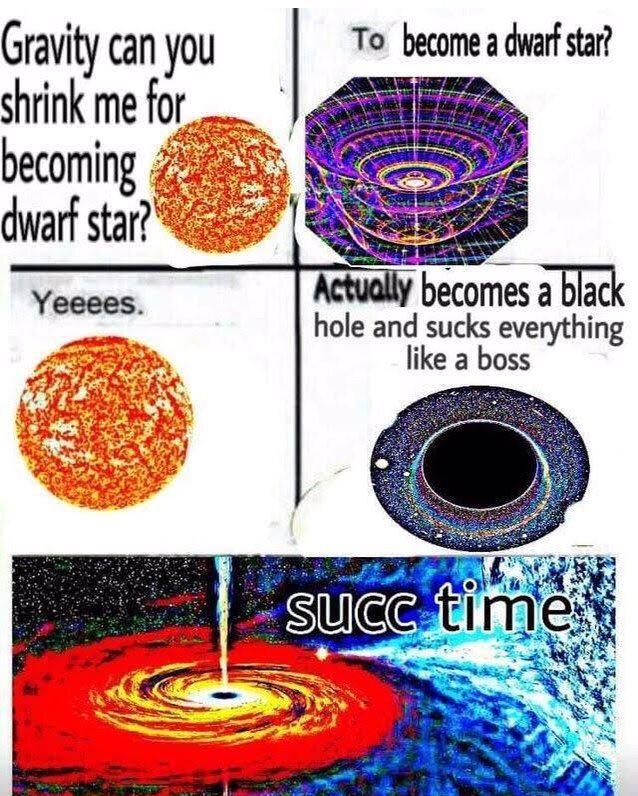 Gravity can you
shrink me for
becoming
dwarf star?
To become a dwarf star?
Yeeees.
Actually becomes a black
hole and sucks everything
like a boss
succ time